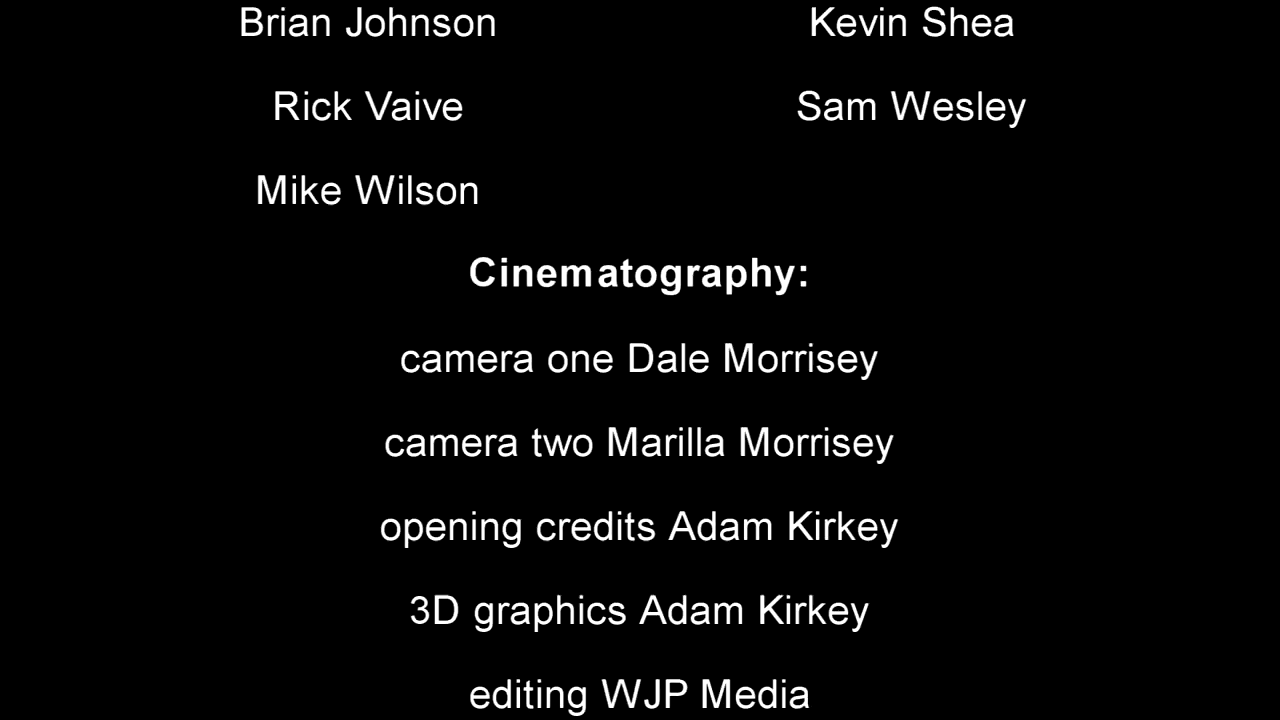 Brian Johnson Kevin Shea
Rick Vaive Sam Wesley
Mike Wilson
Cinematography:
camera one Dale Morrisey
camera two Marilla Morrisey
opening credits Adam Kirkey
3D graphics Adam Kirkey
editing WJP Media